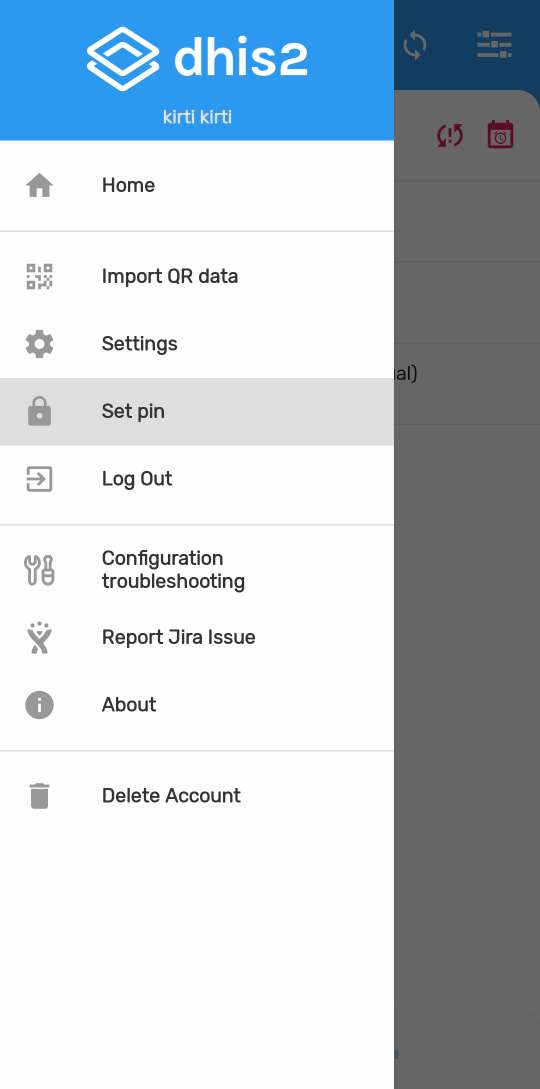 dhis2
kirti kirti
Home
Import QR data
Settings
Set pin
ual)
Log Out
Configuration
troubleshooting
Report Jira Issue
About
Delete Account